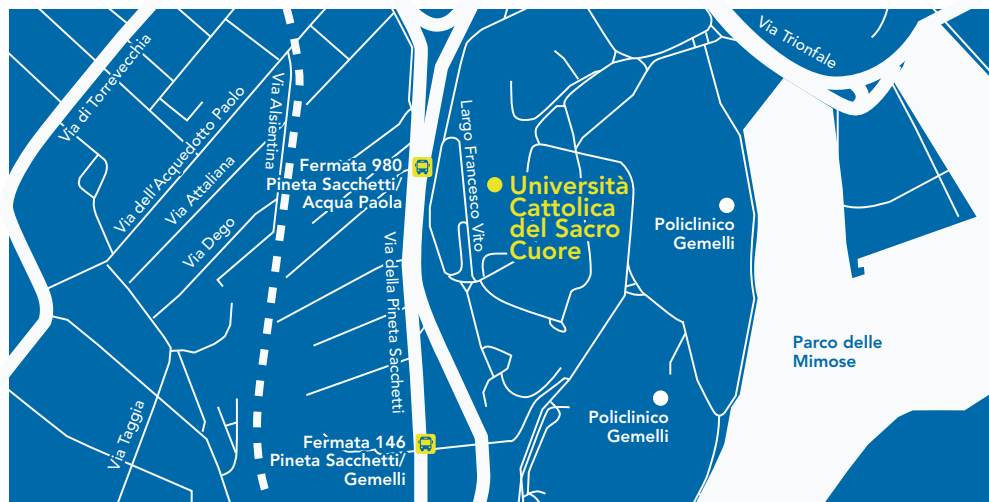 Via di Torrevecchia
Via dell'Acquedotto Paolo
Via Attaliana
Via Dego
Via Alsientina
Via Taggia
Fermata 980
Pineta Sacchetti/
Acqua Paola
Via della Pineta Sacchetti
Fermata 146
Pineta Sacchetti/
Gemelli
Largo Francesco Vito
Università
Cattolica
del Sacro
Cuore
Via Trionfale
Policlinico
Gemelli
Parco delle
Mimose
Policlinico
Gemelli